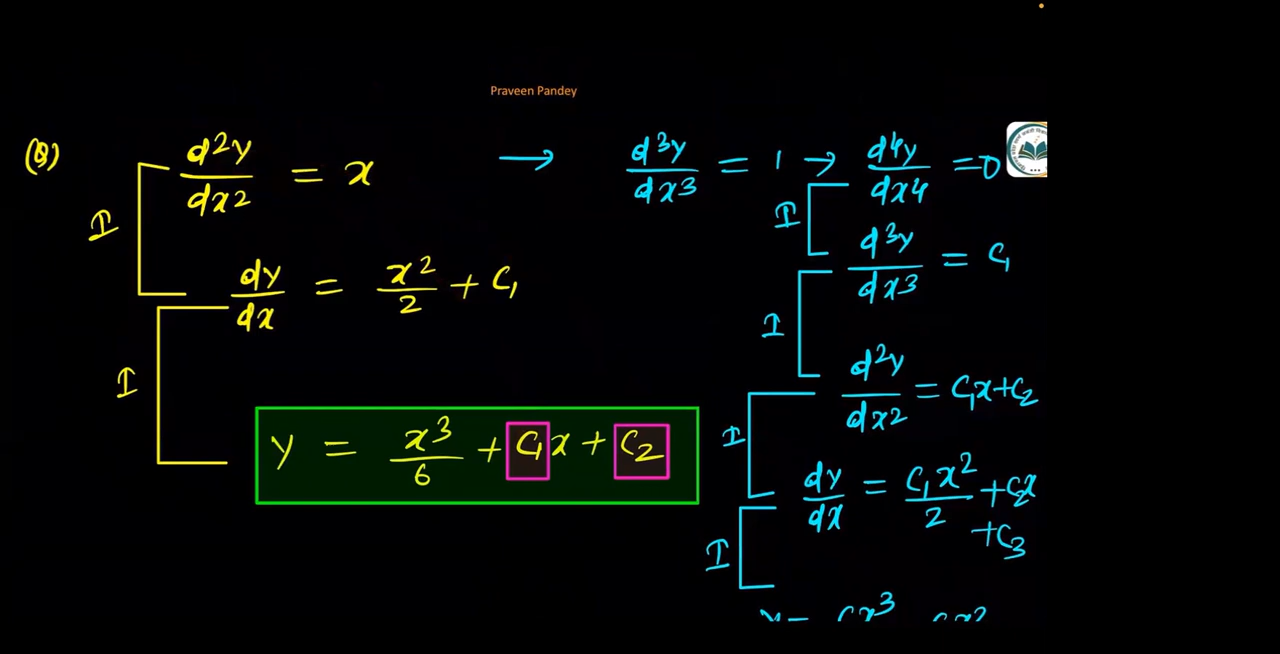 Praveen Pandey
(Q) d2y/dx2 = x → d3y/dx3 = 1 → d4y/dx4 = 0
I
I
d3y/dx3 = C1
dy/dx = x2/2 + C1
I
d2y/dx2 = C1x+C2
I
y = x3/6 + C1x + C2
I
dy/dx = C1x2/2 + C2x
+C3
I